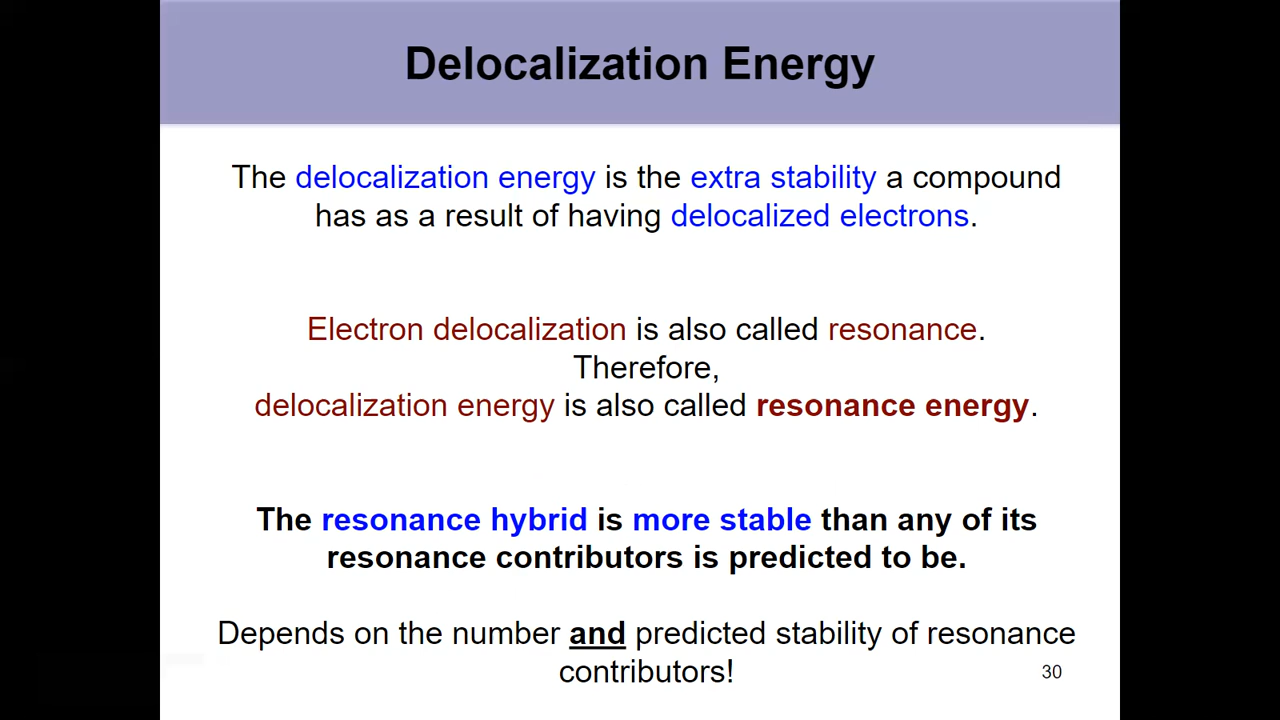 Delocalization Energy
The delocalization energy is the extra stability a compound
has as a result of having delocalized electrons.
Electron delocalization is also called resonance.
Therefore,
delocalization energy is also called resonance energy.
The resonance hybrid is more stable than any of its
resonance contributors is predicted to be.
Depends on the number and predicted stability of resonance
contributors!
30